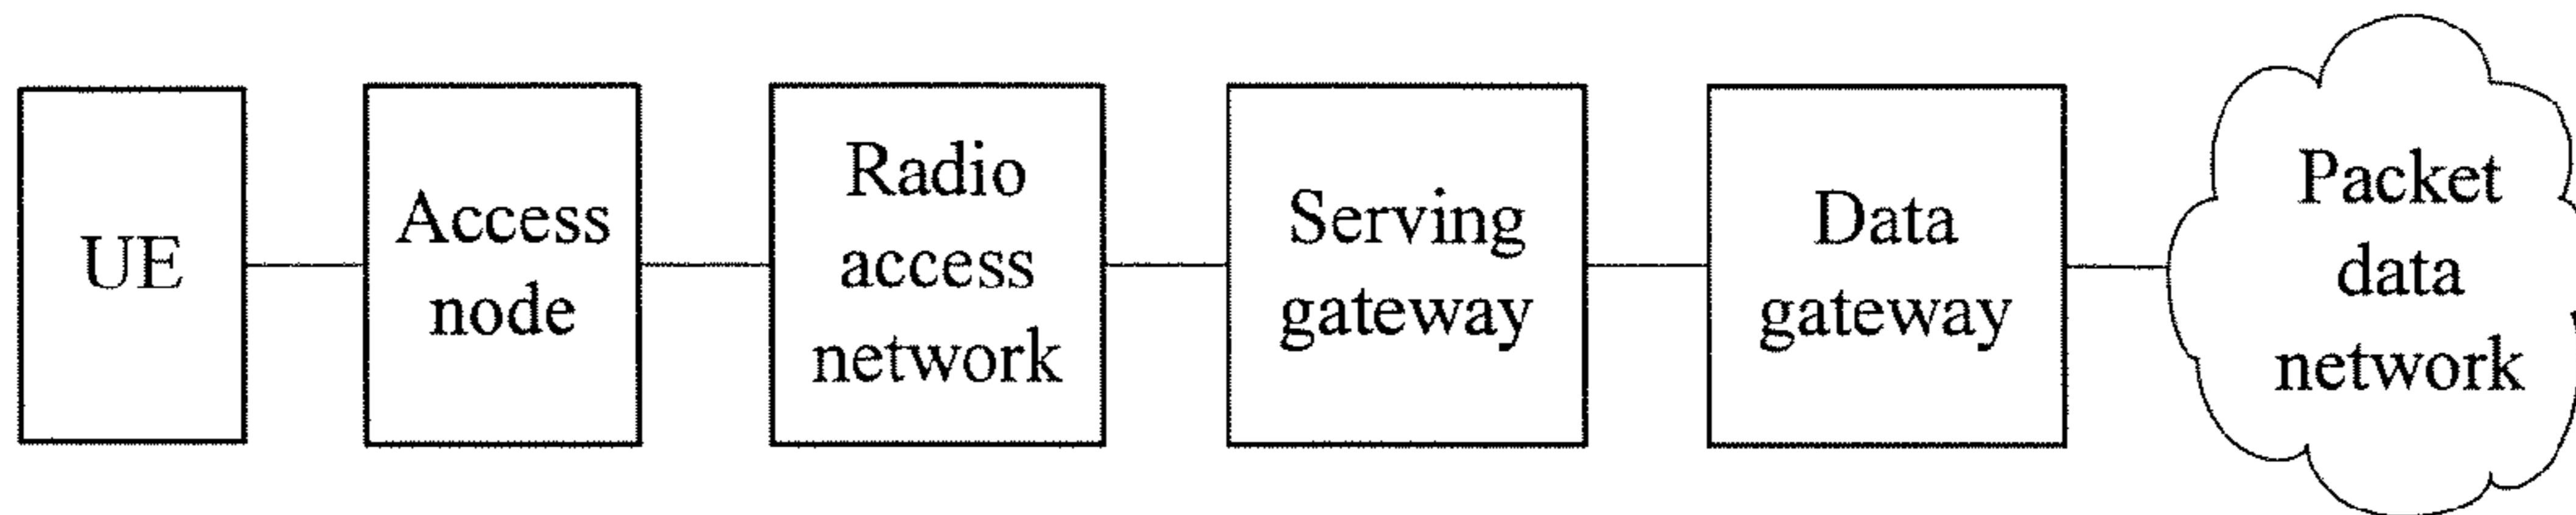 UE
Access
node
Radio
access
network
Serving
gateway
Data
gateway
Packet
data
network